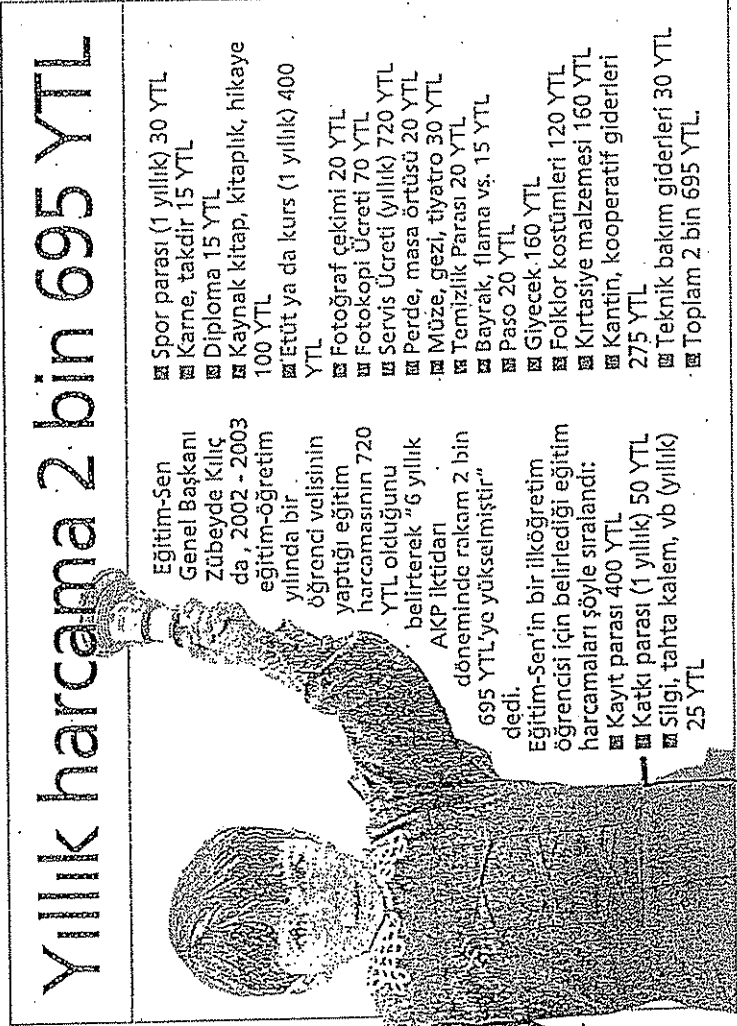 Yıllık harcama 2 bin 695 YTL
Eğitim-Sen
Genel Başkanı
Zübeyde Kılıç
da, 2002 - 2003
eğitim-öğretim
yılında bir
öğrenci velisinin
yaptığı eğitim
harcamasının 720
YTL olduğunu
belirterek "6 yıllık
AKP iktidarı
döneminde rakam 2 bin
695 YTL'ye yükselmiştir"
dedi.
Eğitim-Sen'in bir ilköğretim
öğrencisi için belirlediği eğitim
harcamaları şöyle sıralandı:
■ Kayıt parası 400 YTL
■ Katkı parası (1 yıllık) 50 YTL
■ Silgi, tahta kalem, vb (yıllık)
25 YTL
■ Spor parası (1 yıllık) 30 YTL
■ Karne, takdir 15 YTL
■ Diploma 15 YTL
■ Kaynak kitap, kitaplık, hikaye
100 YTL
■ Etüt ya da kurs (1 yıllık) 400
YTL
■ Fotoğraf çekimi 20 YTL
■ Fotokopi Ücreti 70 YTL
■ Servis Ücreti (yıllık) 720 YTL
■ Perde, masa örtüsü 20 YTL
■ Müze, gezi, tiyatro 30 YTL
■ Temizlik Parası 20 YTL
■ Bayrak, flama vs. 15 YTL
■ Paso 20 YTL
■ Giyecek 160 YTL
■ Folklor kostümleri 120 YTL
■ Kırtasiye malzemesi 160 YTL
■ Kantin, kooperatif giderleri
275 YTL
■ Teknik bakım giderleri 30 YTL
■ Toplam 2 bin 695 YTL.